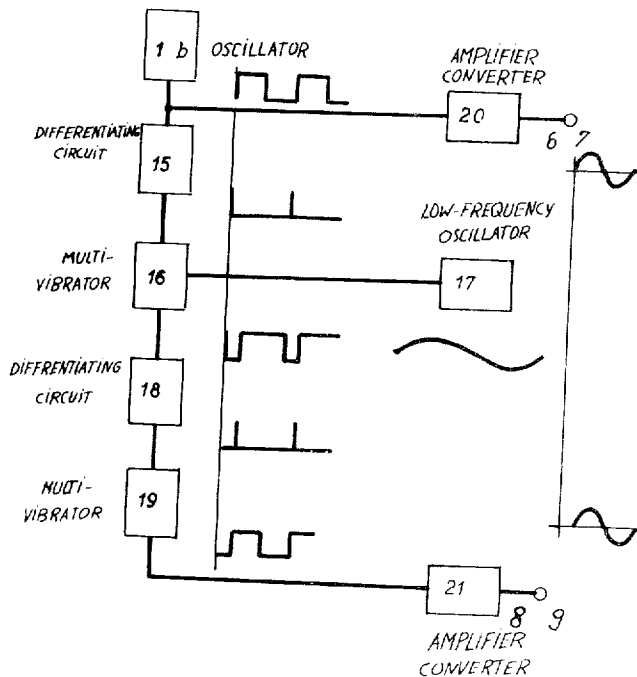 1 b
OSCILLATOR
AMPLIFIER
CONVERTER
20
6 7
DIFFERENTIATING
CIRCUIT
15
LOW-FREQUENCY
OSCILLATOR
MULTI-
VIBRATOR
16
17
DIFFRENTIATING
CIRCUIT
18
MULTI-
VIBRATOR
19
21
8 9
AMPLIFIER
CONVERTER